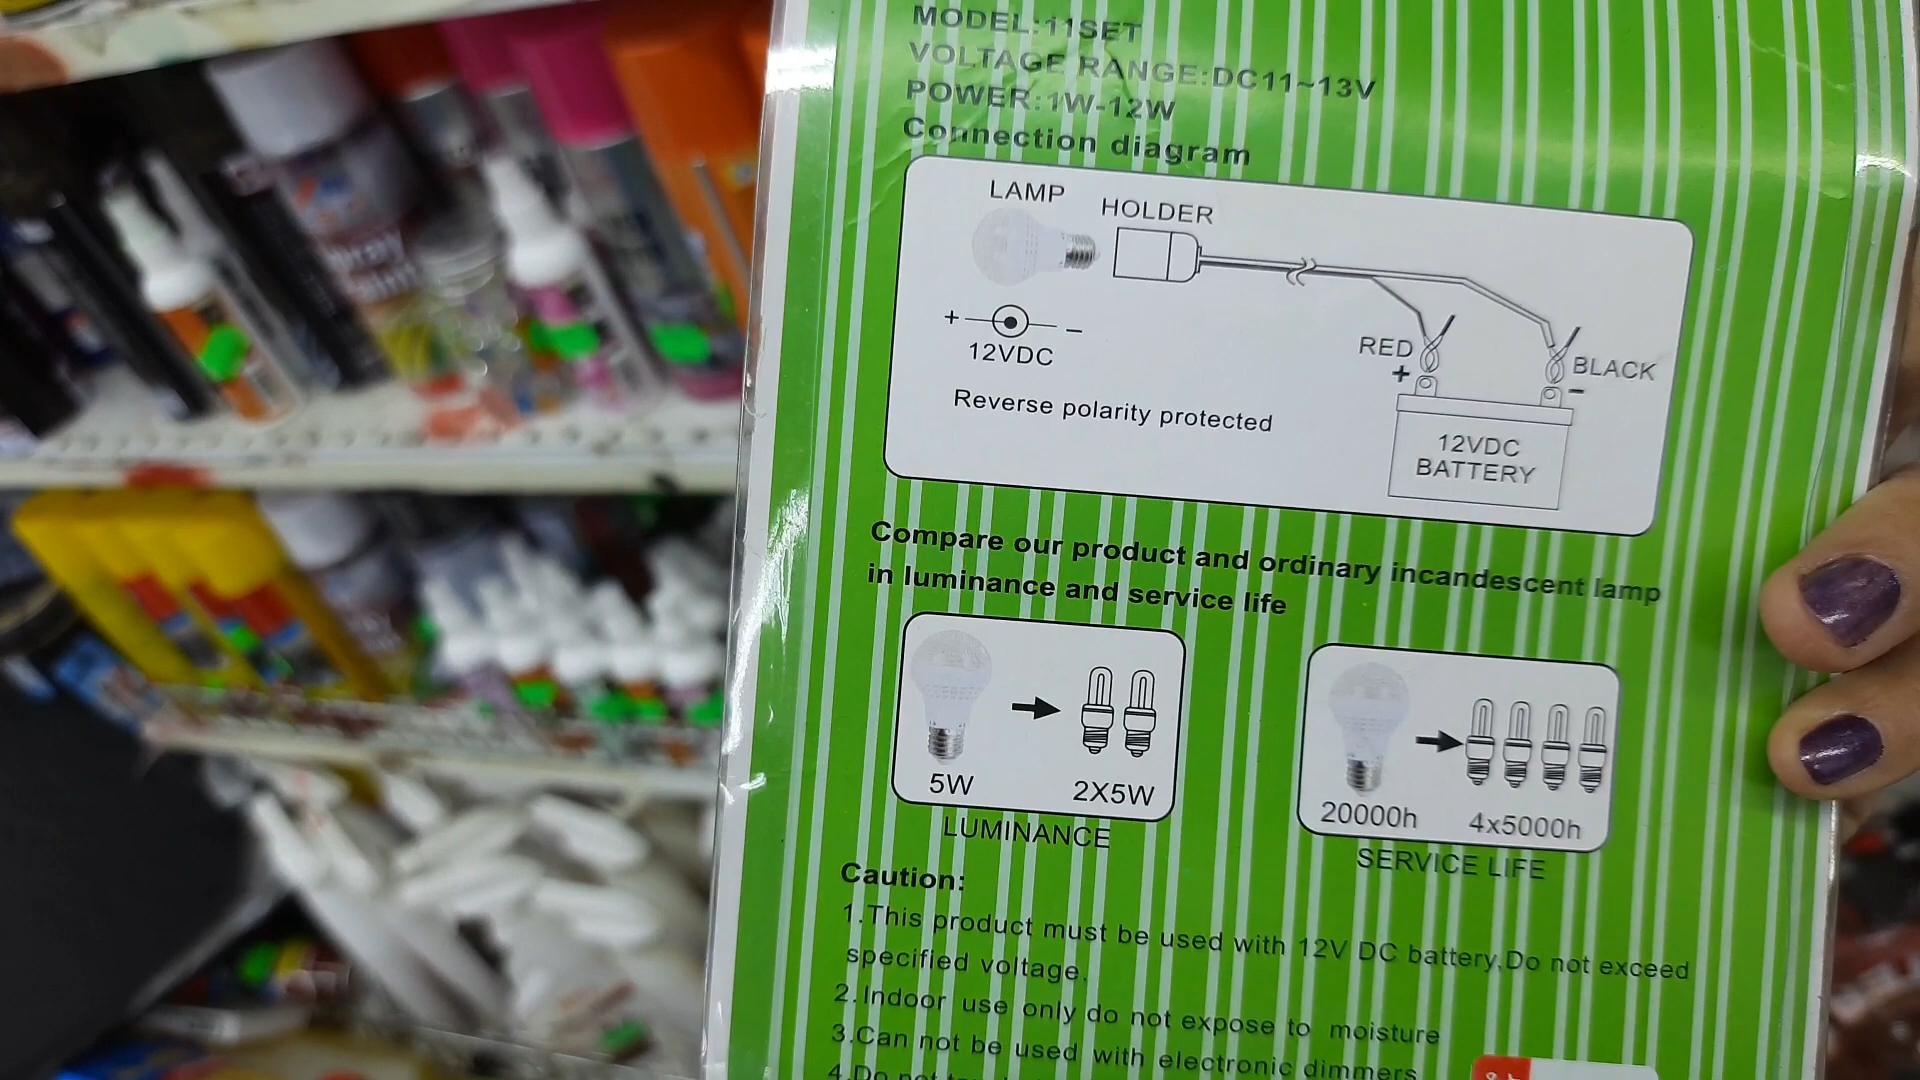 MODEL:11SET
VOLTAGE RANGE:DC11~13V
POWER:1W-12W
Connection diagram
LAMP
HOLDER
+ −
12VDC
Reverse polarity protected
RED
+
BLACK
−
12VDC
BATTERY
Compare our product and ordinary incandescent lamp
in luminance and service life
5W 2X5W
LUMINANCE
20000h 4x5000h
SERVICE LIFE
Caution:
1.This product must be used with 12V DC battery,Do not exceed
specified voltage.
2.Indoor use only do not expose to moisture
3.Can not be used with electronic dimmers
4.Do not